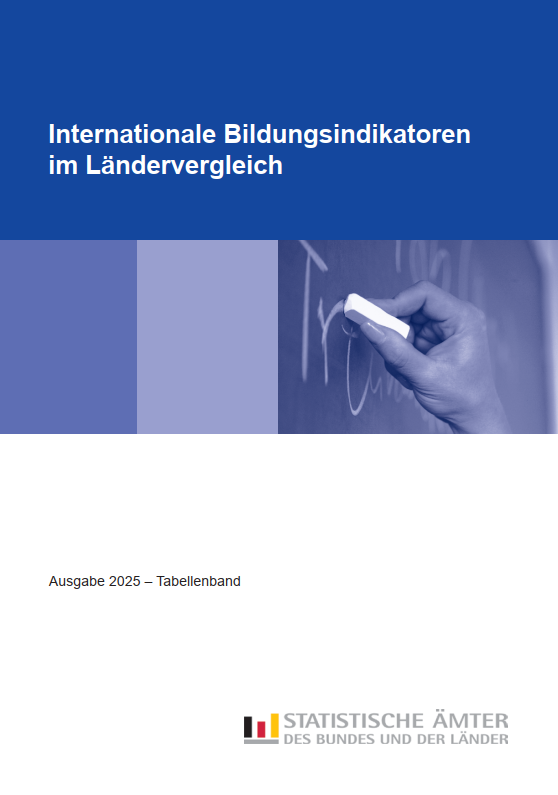 Internationale Bildungsindikatoren
im Ländervergleich
Ausgabe 2025 – Tabellenband
STATISTISCHE ÄMTER
DES BUNDES UND DER LÄNDER